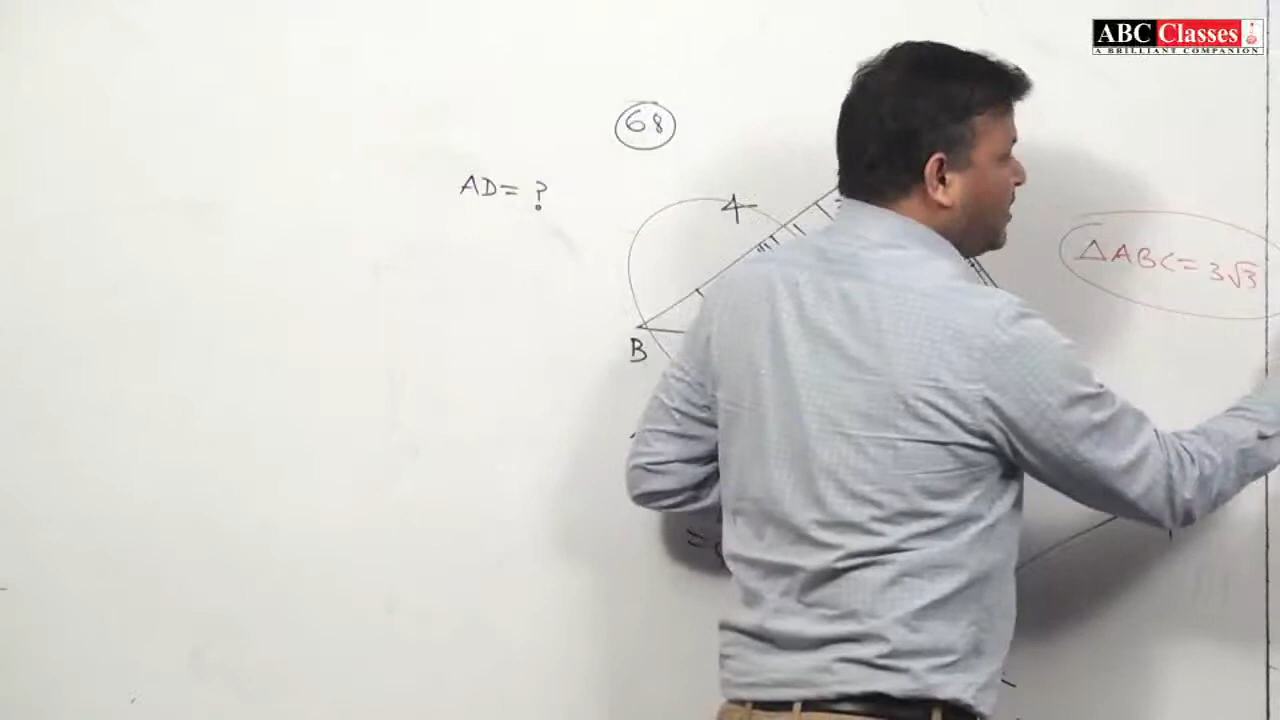 ABC Classes
A BRILLIANT COMPANION
68
AD = ?
4
ΔABC = 3√3
B